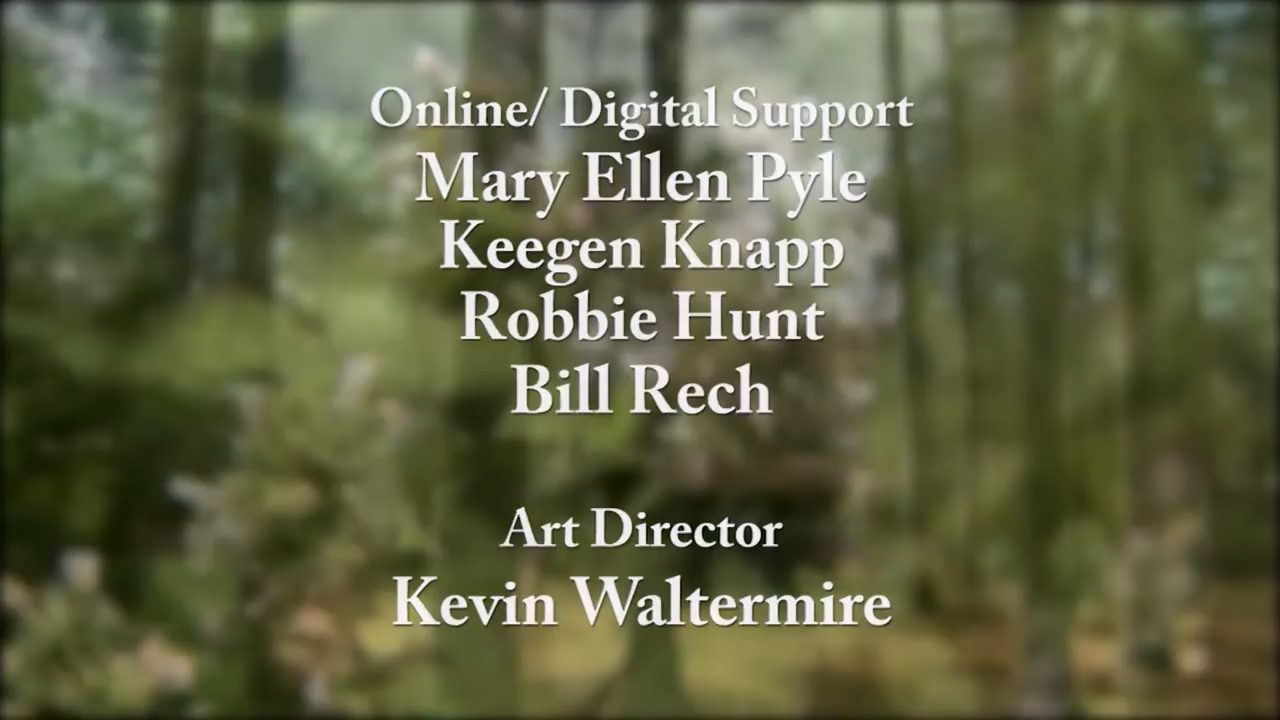 Online/ Digital Support
Mary Ellen Pyle
Keegen Knapp
Robbie Hunt
Bill Rech
Art Director
Kevin Waltermire